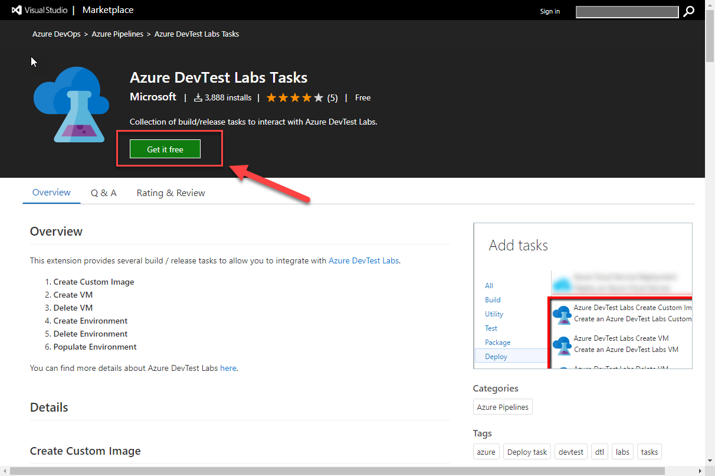 Visual Studio | Marketplace
Sign in
Azure DevOps > Azure Pipelines > Azure DevTest Labs Tasks
Azure DevTest Labs Tasks
Microsoft | 3,888 installs | (5) | Free
Collection of build/release tasks to interact with Azure DevTest Labs.
Get it free
Overview Q & A Rating & Review
Overview
This extension provides several build / release tasks to allow you to integrate with Azure DevTest Labs.
1. Create Custom Image
2. Create VM
3. Delete VM
4. Create Environment
5. Delete Environment
6. Populate Environment
You can find more details about Azure DevTest Labs here.
Details
Create Custom Image
Add tasks
All
Build
Utility
Test
Package
Deploy
Azure DevTest Labs Create Custom Im
Create an Azure DevTest Labs Custom
Azure DevTest Labs Create VM
Create an Azure DevTest Labs VM
Azure DevTest Labs Delete VM
Categories
Azure Pipelines
Tags
azure Deploy task devtest dtl labs tasks